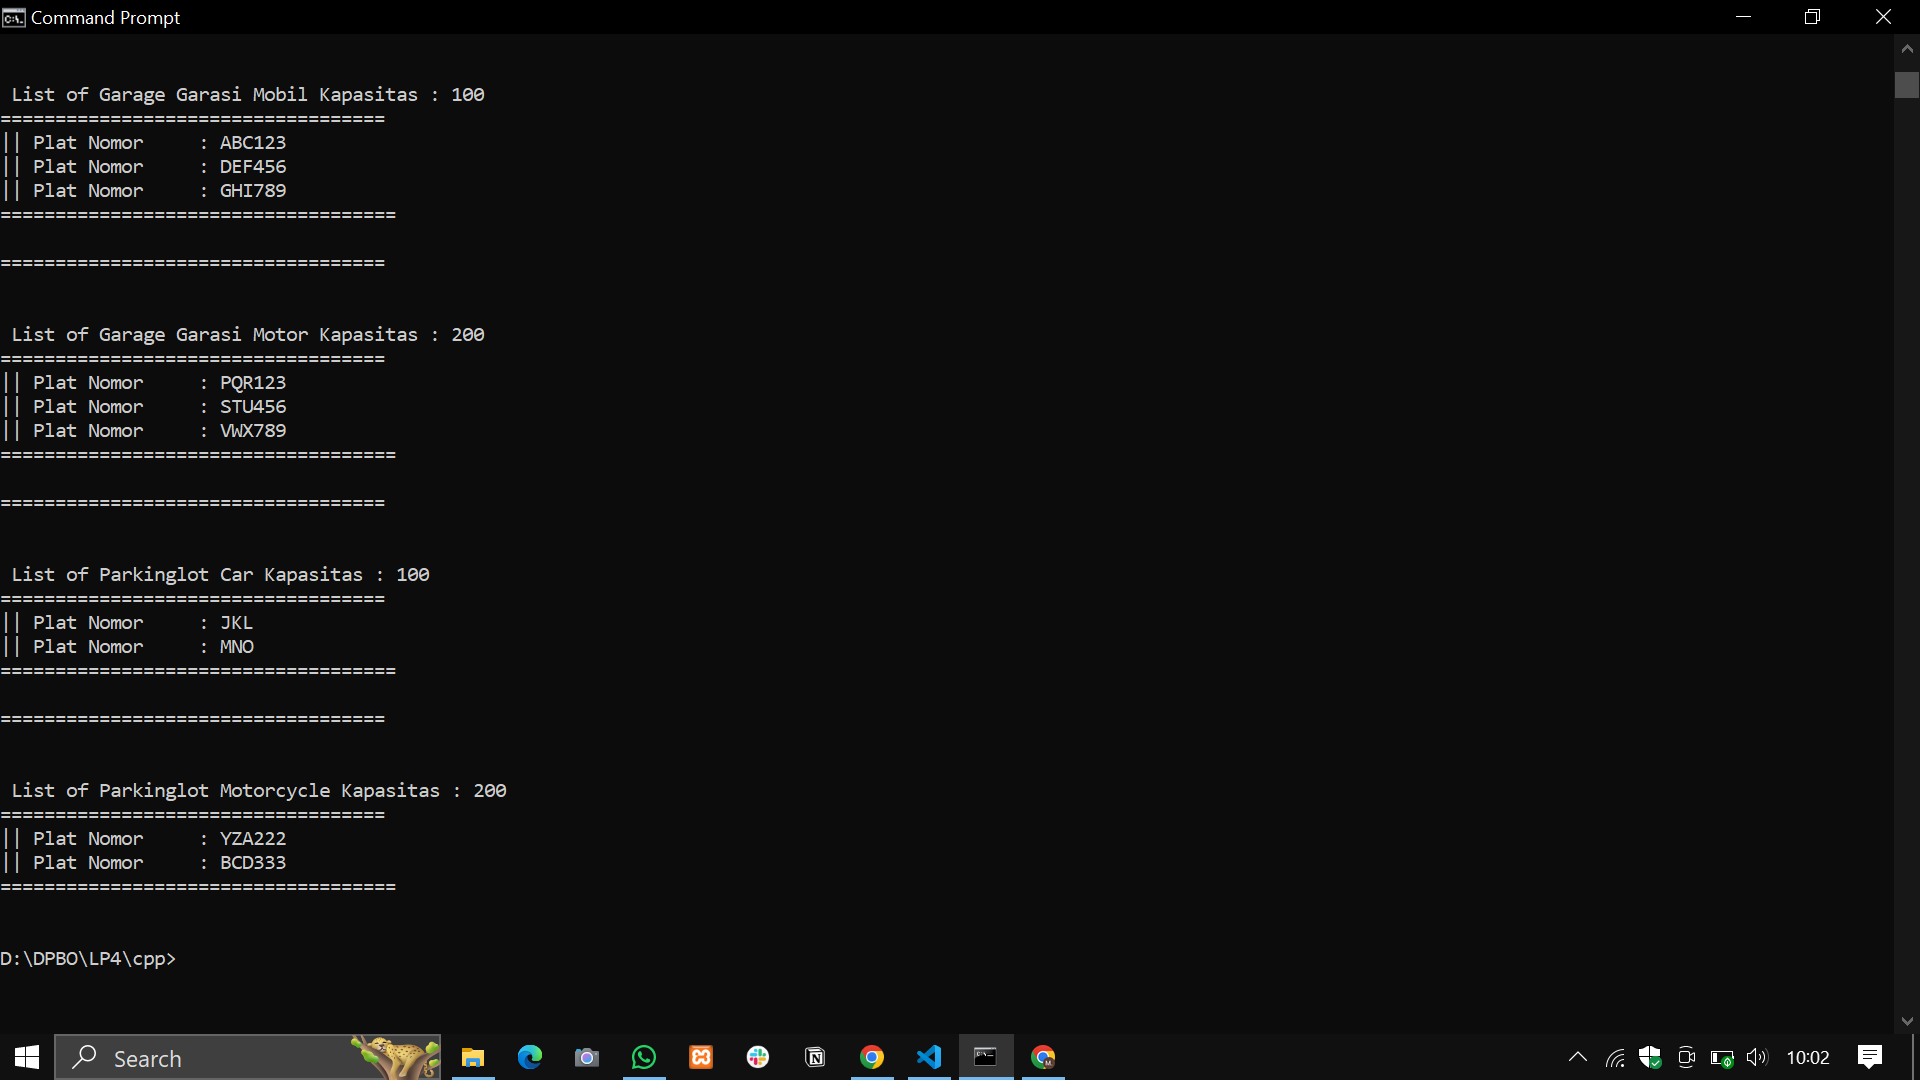 Command Prompt
List of Garage Garasi Mobil Kapasitas : 100
===================================
|| Plat Nomor     : ABC123
|| Plat Nomor     : DEF456
|| Plat Nomor     : GHI789
====================================
===================================
List of Garage Garasi Motor Kapasitas : 200
===================================
|| Plat Nomor     : PQR123
|| Plat Nomor     : STU456
|| Plat Nomor     : VWX789
====================================
===================================
List of Parkinglot Car Kapasitas : 100
===================================
|| Plat Nomor     : JKL
|| Plat Nomor     : MNO
====================================
===================================
List of Parkinglot Motorcycle Kapasitas : 200
===================================
|| Plat Nomor     : YZA222
|| Plat Nomor     : BCD333
====================================
D:\DPBO\LP4\cpp>
Search
10:02